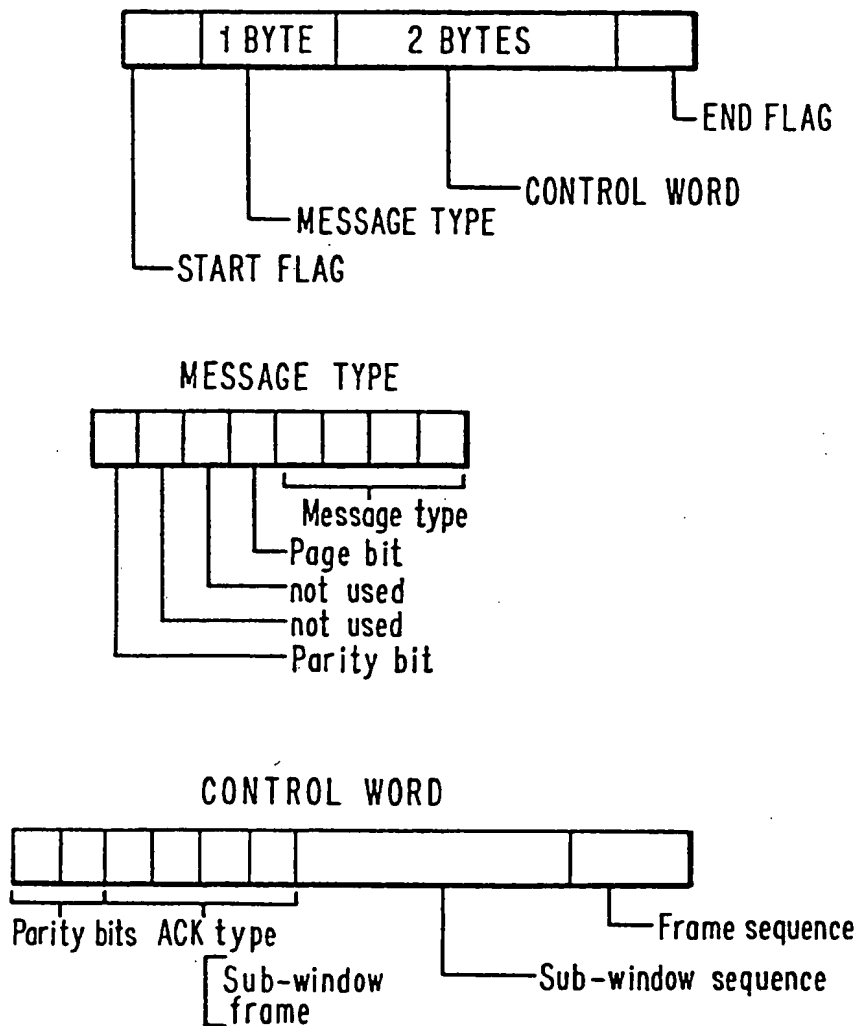 1 BYTE 2 BYTES
END FLAG
CONTROL WORD
MESSAGE TYPE
START FLAG
MESSAGE TYPE
Message type
Page bit
not used
not used
Parity bit
CONTROL WORD
Parity bits ACK type
Frame sequence
Sub-window
frame
Sub-window sequence